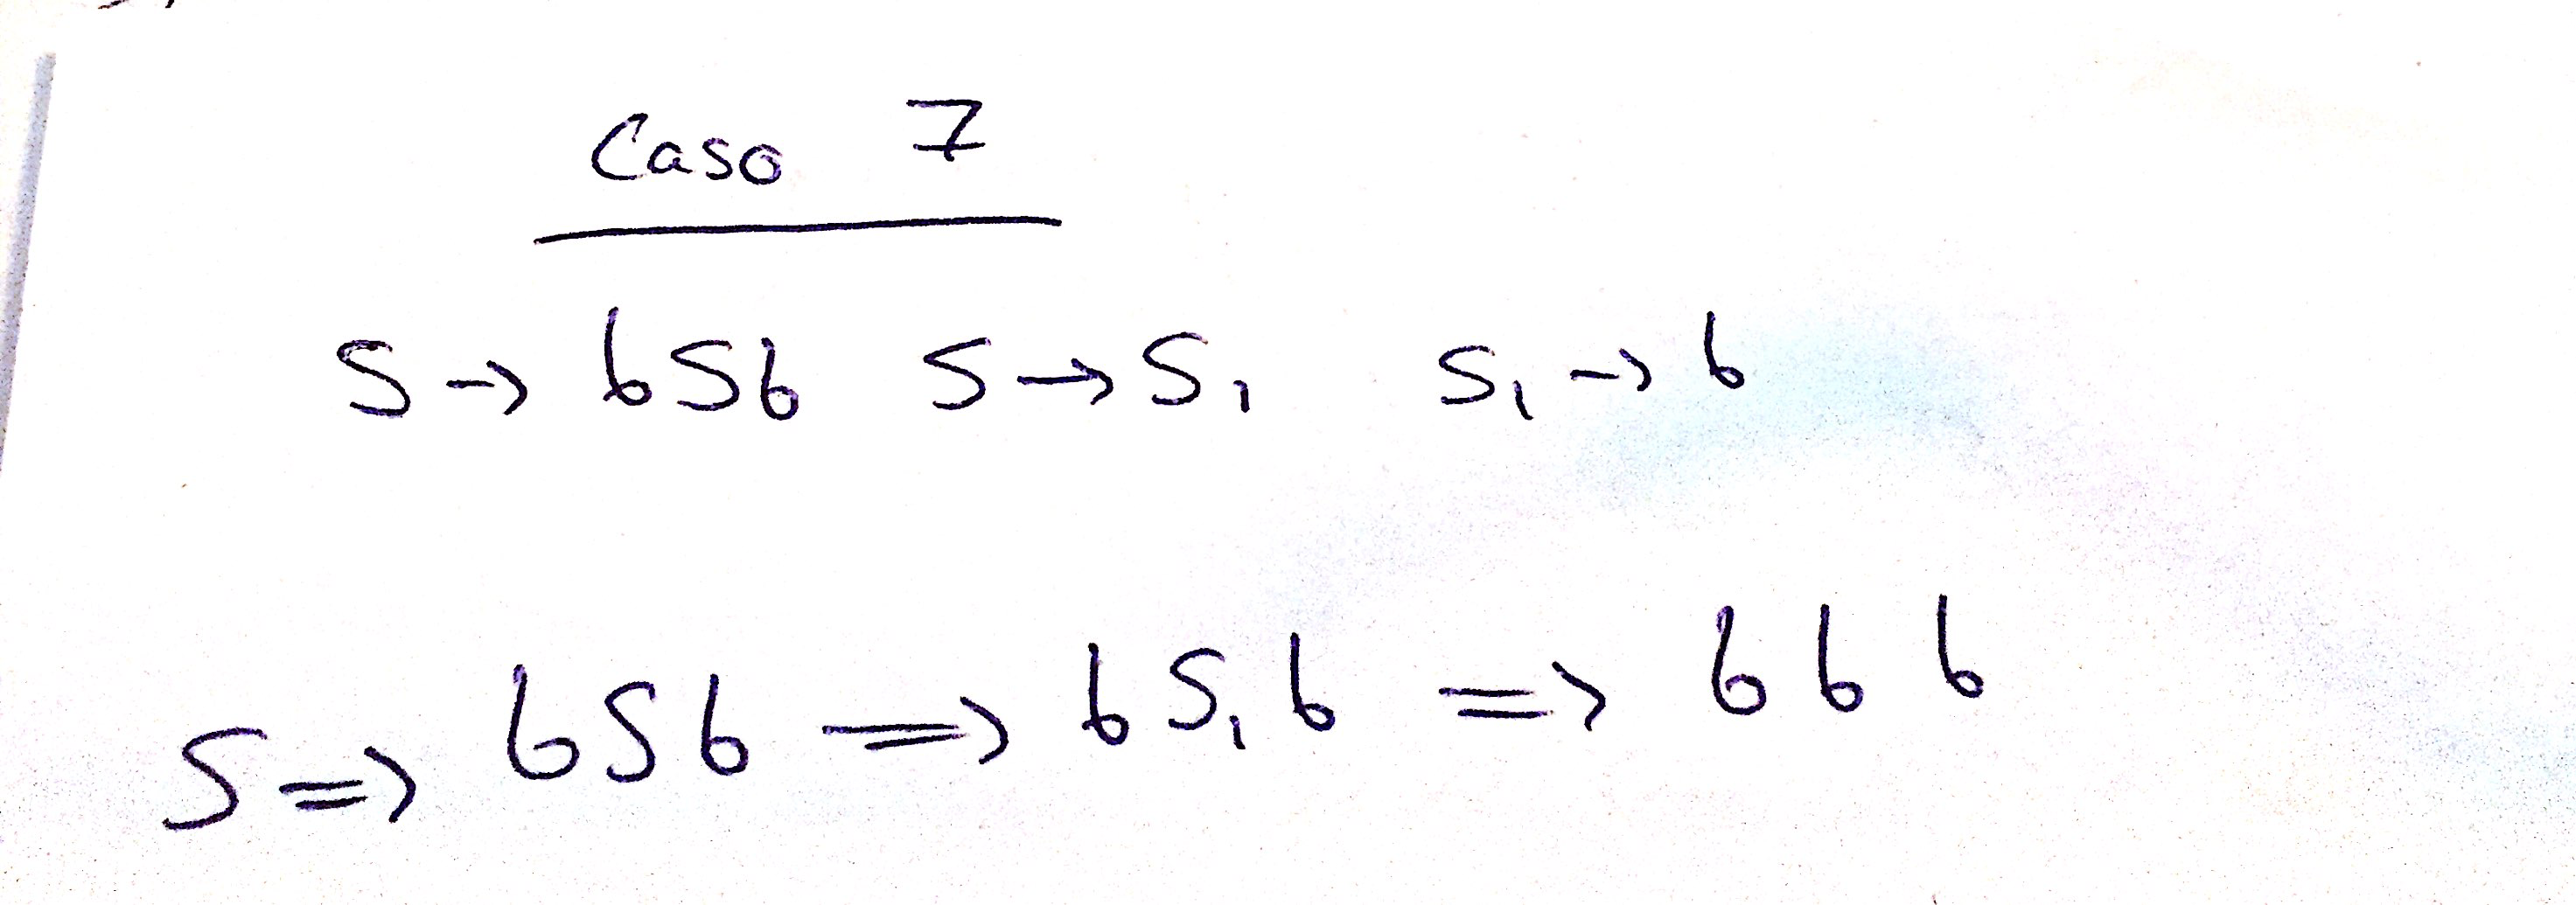 Caso 7
S -> bSb S -> S₁ S₁ -> b
S => bSb => bS₁b => bbb